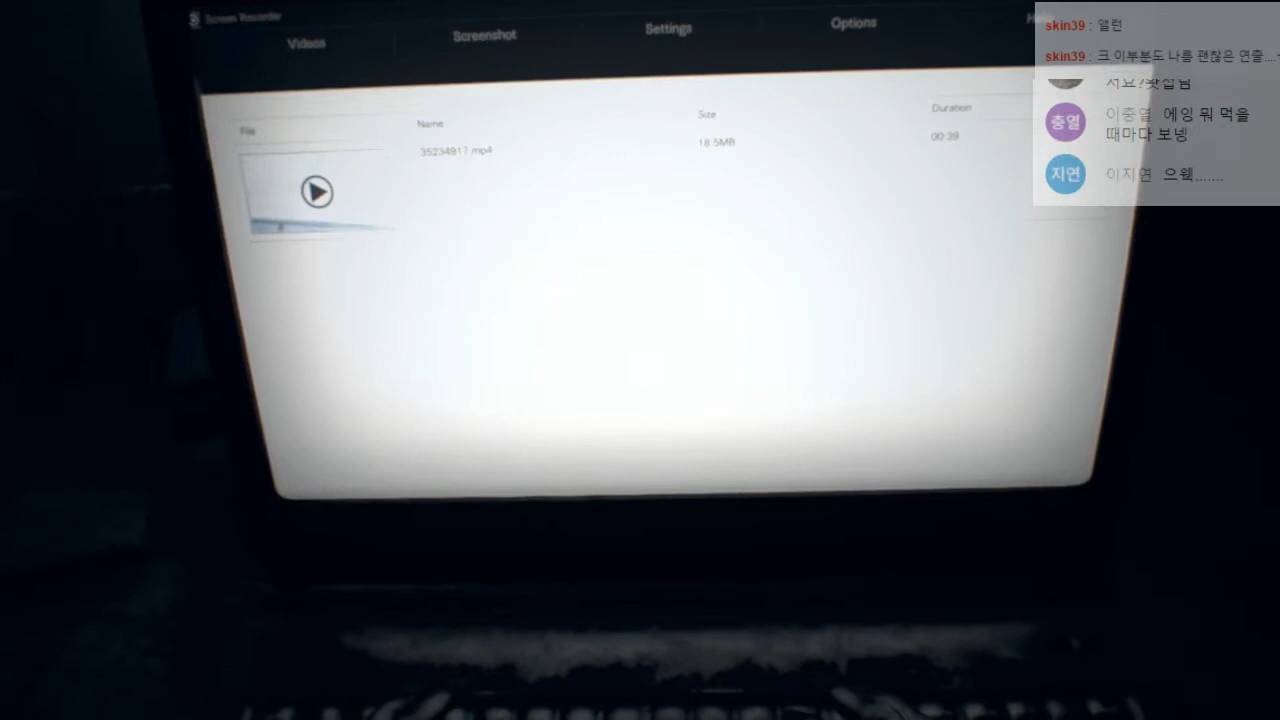 Screen Recorder
Videos
Screenshot
Settings
Options
File
Name
Size
Duration
35234917.mp4
18.5MB
00:39
skin39 : 앨런
skin39 : 크 이부분도 나름 괜찮은 연출....
충열
이중열 에잉 뭐 먹을
때마다 보넹
지연
이지연 으웩.......